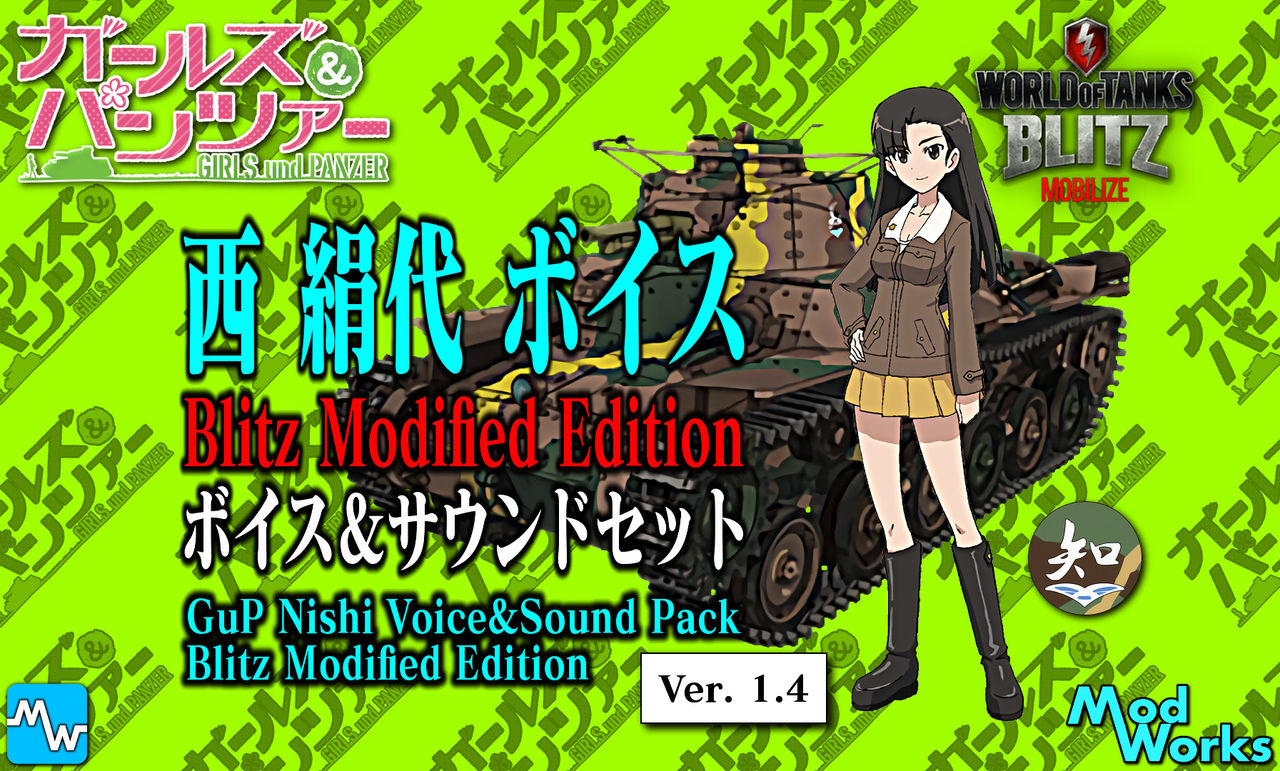 ガールズ&
パンツァー
GIRLS und PANZER
WORLD OF TANKS
BLITZ
MOBILIZE
西 絹代 ボイス
Blitz Modified Edition
ボイス&サウンドセット
知
GuP Nishi Voice&Sound Pack
Blitz Modified Edition
Ver. 1.4
MW
Mod
Works